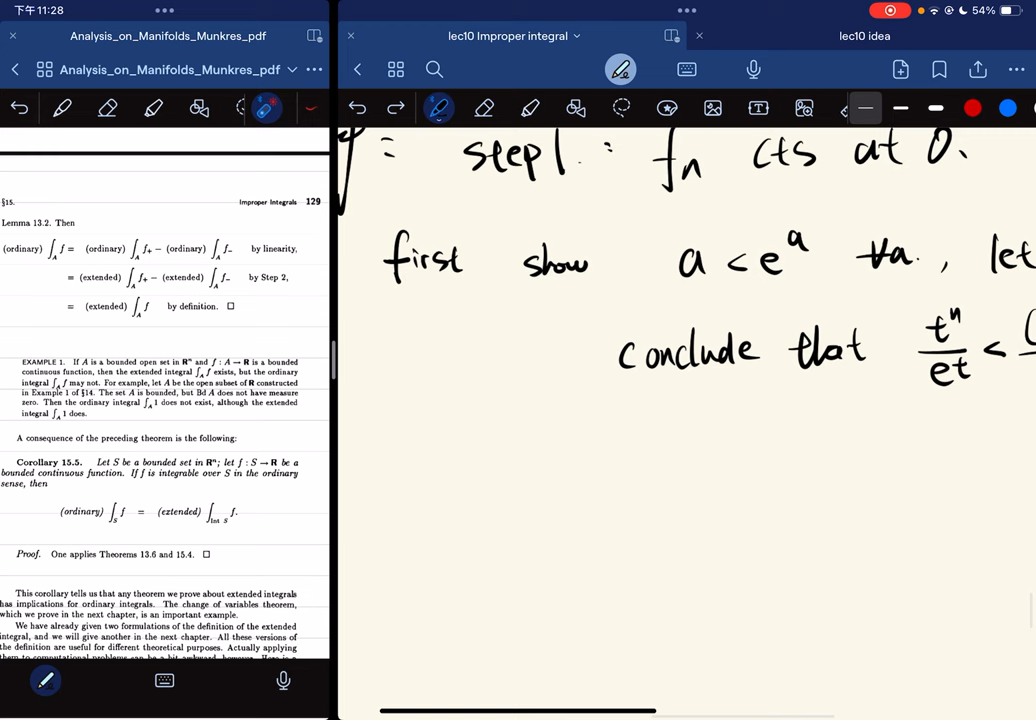 下午11:28
54%
Analysis_on_Manifolds_Munkres_pdf
lec10 Improper integral
lec10 idea
Analysis_on_Manifolds_Munkres_pdf
§15. Improper Integrals 129
Lemma 13.2. Then
(ordinary) ∫_A f = (ordinary) ∫_A f₊ − (ordinary) ∫_A f₋ by linearity,
= (extended) ∫_A f₊ − (extended) ∫_A f₋ by Step 2,
= (extended) ∫_A f by definition. □
EXAMPLE 1. If A is a bounded open set in Rⁿ and f : A → R is a bounded
continuous function, then the extended integral ∫_A f exists, but the ordinary
integral ∫_A f may not. For example, let A be the open subset of R constructed
in Example 1 of §14. The set A is bounded, but Bd A does not have measure
zero. Then the ordinary integral ∫_A 1 does not exist, although the extended
integral ∫_A 1 does.
A consequence of the preceding theorem is the following:
Corollary 15.5. Let S be a bounded set in Rⁿ; let f : S → R be a
bounded continuous function. If f is integrable over S in the ordinary
sense, then
(ordinary) ∫_S f = (extended) ∫_Int S f.
Proof. One applies Theorems 13.6 and 15.4. □
This corollary tells us that any theorem we prove about extended integrals
has implications for ordinary integrals. The change of variables theorem,
which we prove in the next chapter, is an important example.
We have already given two formulations of the definition of the extended
integral, and we will give another in the next chapter. All these versions of
the definition are useful for different theoretical purposes. Actually applying
them to computational problems can be a bit awkward, however. Here is a
= step1. : fn cts at 0.
first show a < e^a ∀a. , let
conclude that t^n/et <